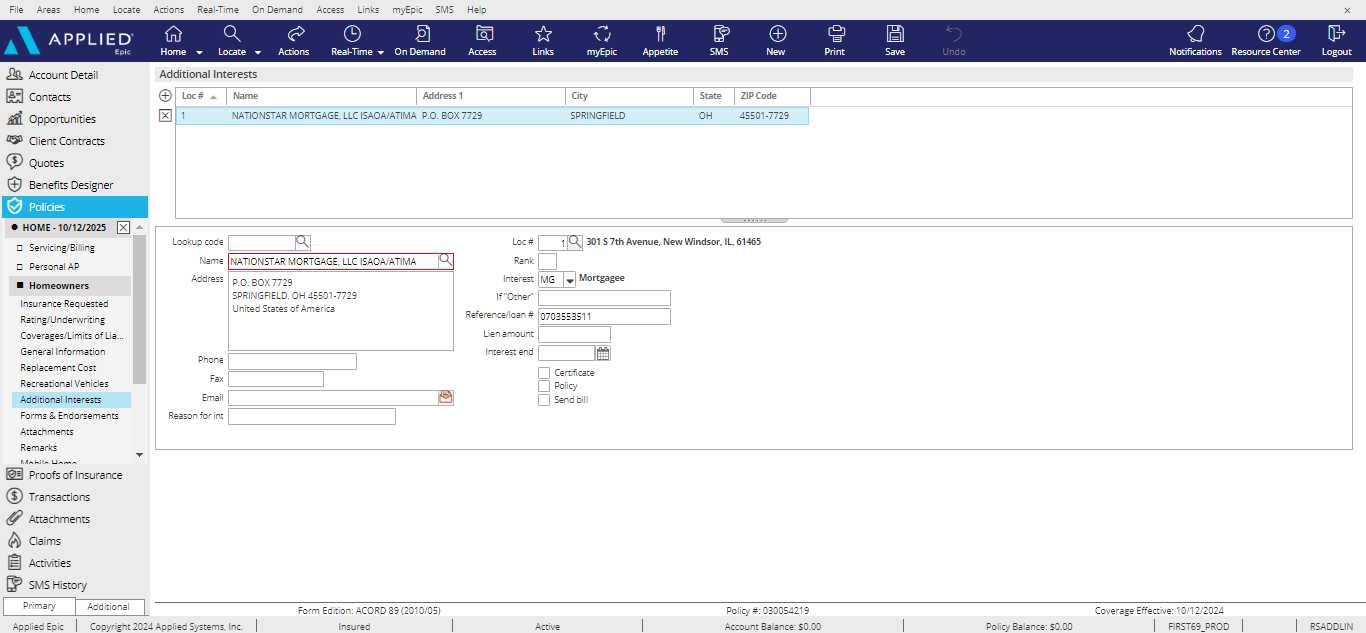 File Areas Home Locate Actions Real-Time On Demand Access Links myEpic SMS Help
APPLIED Epic
Home Locate Actions Real-Time On Demand Access Links myEpic Appetite SMS New Print Save Undo Notifications Resource Center 2 Logout
Account Detail
Contacts
Opportunities
Client Contracts
Quotes
Benefits Designer
Policies
HOME - 10/12/2025
Servicing/Billing
Personal AP
Homeowners
Insurance Requested
Rating/Underwriting
Coverages/Limits of Lia...
General Information
Replacement Cost
Recreational Vehicles
Additional Interests
Forms & Endorsements
Attachments
Remarks
Mobile Home
Proofs of Insurance
Transactions
Attachments
Claims
Activities
SMS History
Primary Additional
Additional Interests
Loc # Name Address 1 City State ZIP Code
1 NATIONSTAR MORTGAGE, LLC ISAOA/ATIMA P.O. BOX 7729 SPRINGFIELD OH 45501-7729
Lookup code
Name NATIONSTAR MORTGAGE, LLC ISAOA/ATIMA
Address P.O. BOX 7729
SPRINGFIELD, OH 45501-7729
United States of America
Phone
Fax
Email
Reason for int
Loc # 1 301 S 7th Avenue, New Windsor, IL, 61465
Rank
Interest MG Mortgagee
If "Other"
Reference/loan # 0703553511
Lien amount
Interest end
Certificate
Policy
Send bill
Form Edition: ACORD 89 (2010/05) Policy #: 030054219 Coverage Effective: 10/12/2024
Applied Epic Copyright 2024 Applied Systems, Inc. Insured Active Account Balance: $0.00 Policy Balance: $0.00 FIRST69_PROD RSADDLIN